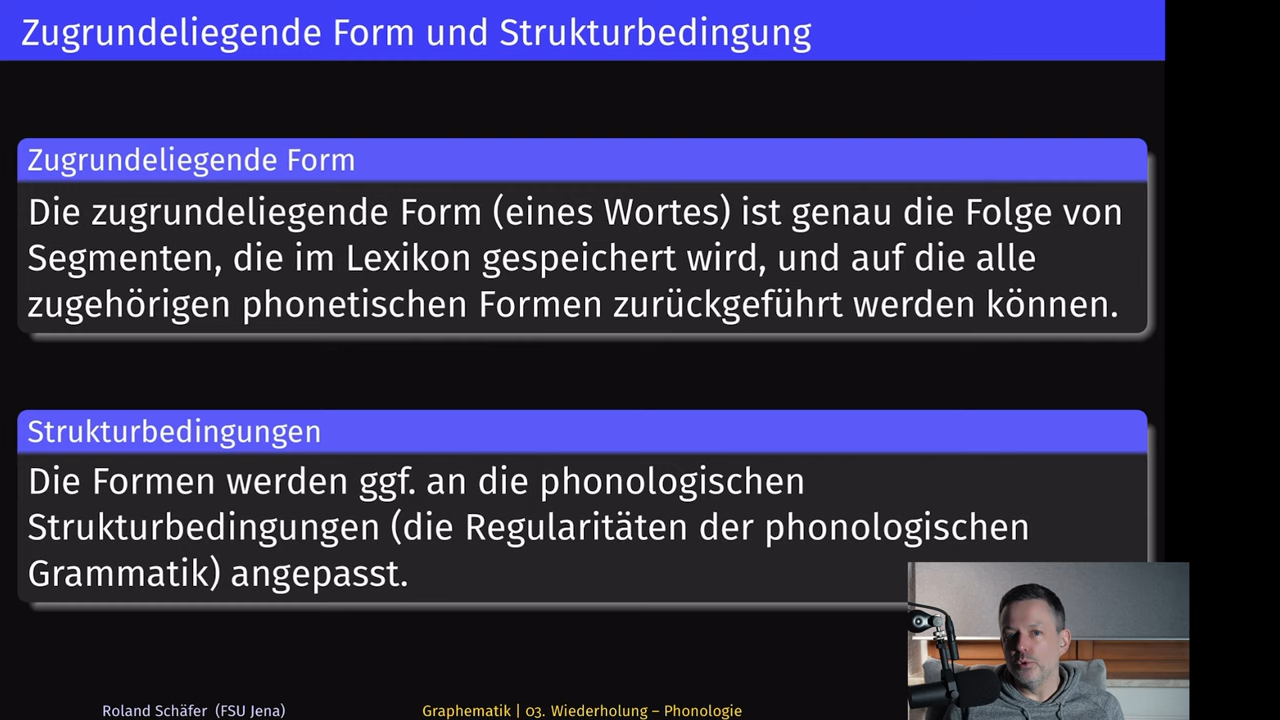 Zugrundeliegende Form und Strukturbedingung
Zugrundeliegende Form
Die zugrundeliegende Form (eines Wortes) ist genau die Folge von
Segmenten, die im Lexikon gespeichert wird, und auf die alle
zugehörigen phonetischen Formen zurückgeführt werden können.
Strukturbedingungen
Die Formen werden ggf. an die phonologischen
Strukturbedingungen (die Regularitäten der phonologischen
Grammatik) angepasst.
Roland Schäfer (FSU Jena)
Graphematik | 03. Wiederholung – Phonologie